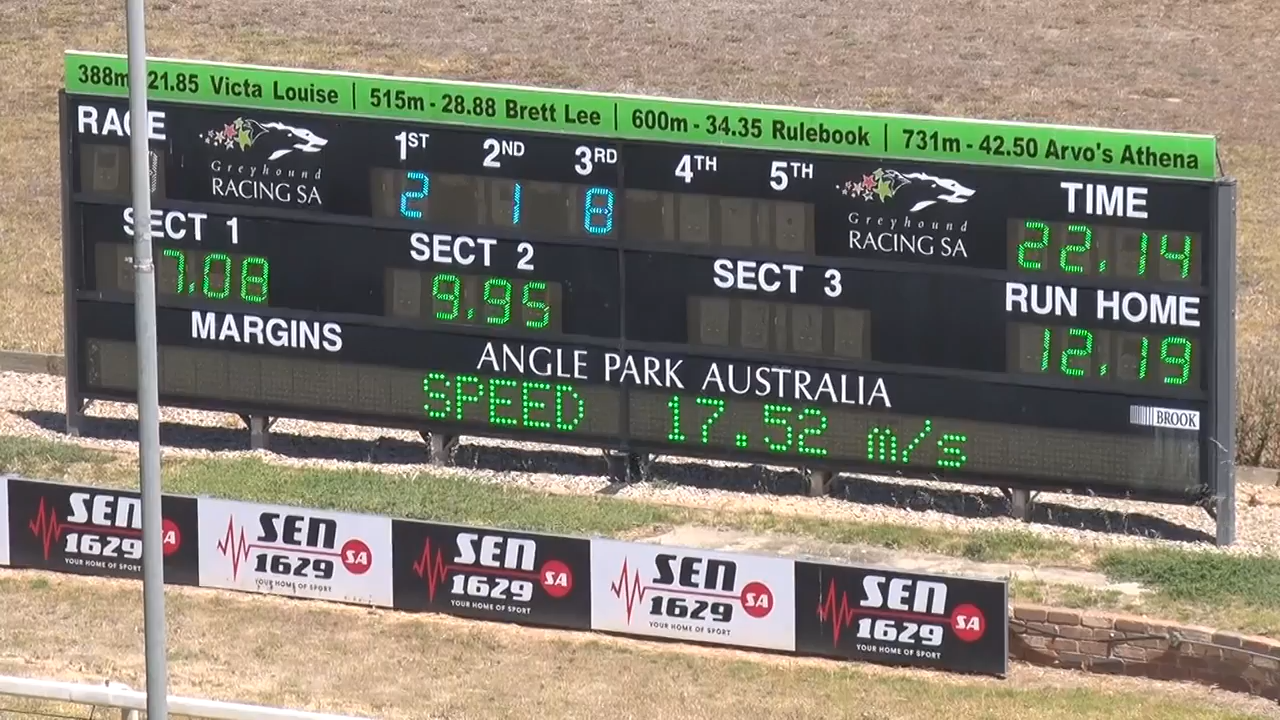 388m 21.85 Victa Louise | 515m - 28.88 Brett Lee | 600m - 34.35 Rulebook | 731m - 42.50 Arvo's Athena
RACE
Greyhound
RACING SA
1ST 2ND 3RD 4TH 5TH
2 1 8
Greyhound
RACING SA
TIME
22.14
SECT 1
7.08
SECT 2
9.95
SECT 3
RUN HOME
12.19
MARGINS
ANGLE PARK AUSTRALIA
SPEED 17.52 m/s
BROOK
SEN
1629 SA
YOUR HOME OF SPORT
SEN
1629 SA
YOUR HOME OF SPORT
SEN
1629 SA
YOUR HOME OF SPORT
SEN
1629 SA
YOUR HOME OF SPORT
SEN
1629 SA
YOUR HOME OF SPORT